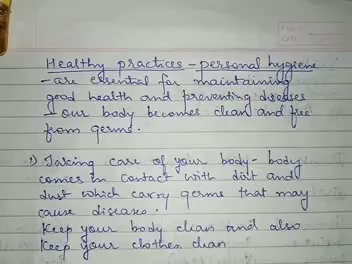 Healthy practices - personal hygiene
- are essential for maintaining
good health and preventing diseases
- our body becomes clean and free
from germs.
1) Taking care of your body - body
comes in contact with dirt and
dust which carry germs that may
cause disease.
Keep your body clean and also
Keep your clothes clean